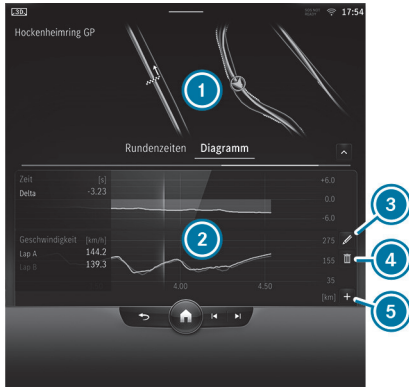 3D
17:54
Hockenheimring GP
1
Rundenzeiten Diagramm
Zeit [s] +6.0
Delta -3.23 0.0
-6.0
3
2
Geschwindigkeit [km/h] 275
Lap A 144.2 155
Lap B 139.3
4
35
4.00 4.50 [km]
5